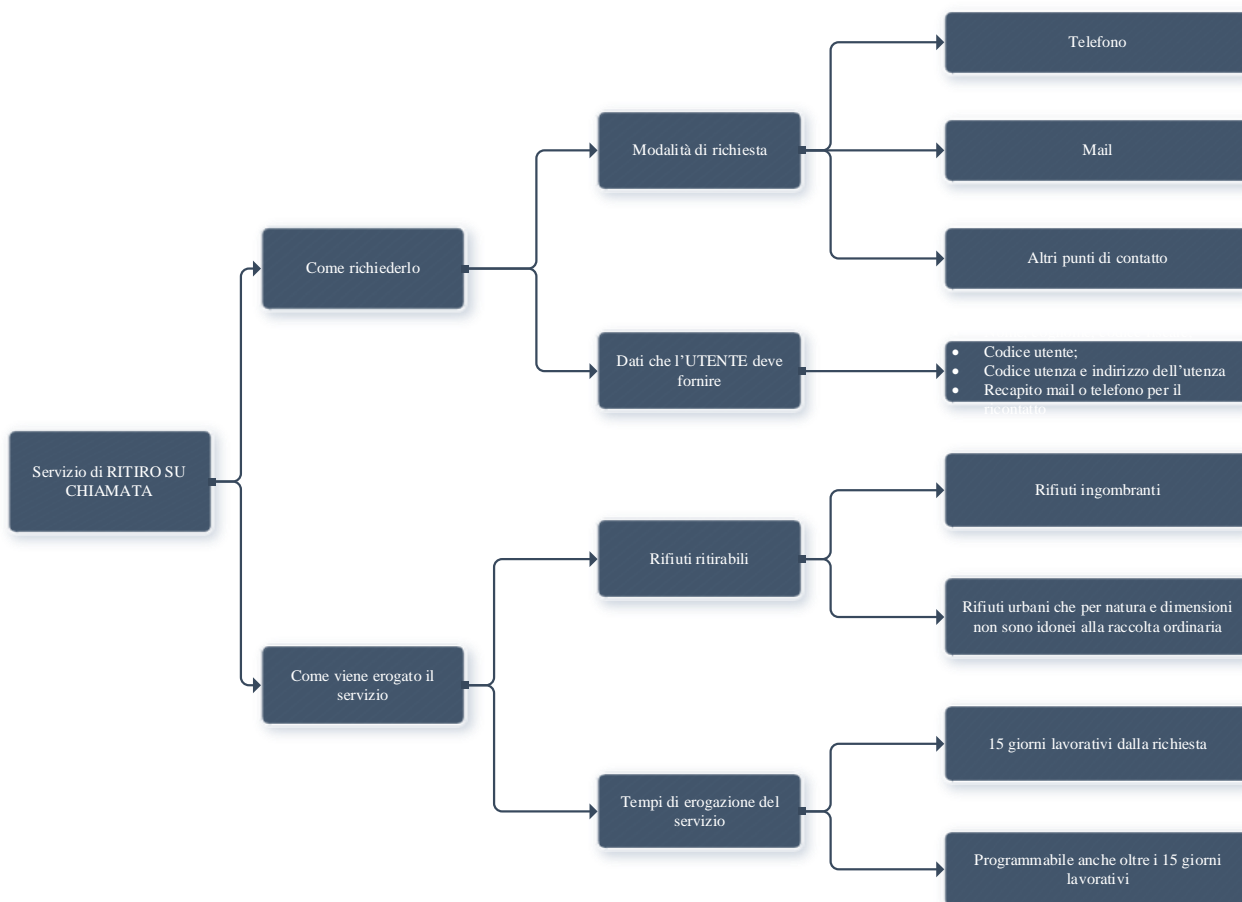 Servizio di RITIRO SU
CHIAMATA
Come richiederlo
Modalità di richiesta
Telefono
Mail
Altri punti di contatto
Dati che l'UTENTE deve
fornire
• Codice utente;
• Codice utenza e indirizzo dell'utenza
• Recapito mail o telefono per il
ricontatto
Come viene erogato il
servizio
Rifiuti ritirabili
Rifiuti ingombranti
Rifiuti urbani che per natura e dimensioni
non sono idonei alla raccolta ordinaria
Tempi di erogazione del
servizio
15 giorni lavorativi dalla richiesta
Programmabile anche oltre i 15 giorni
lavorativi